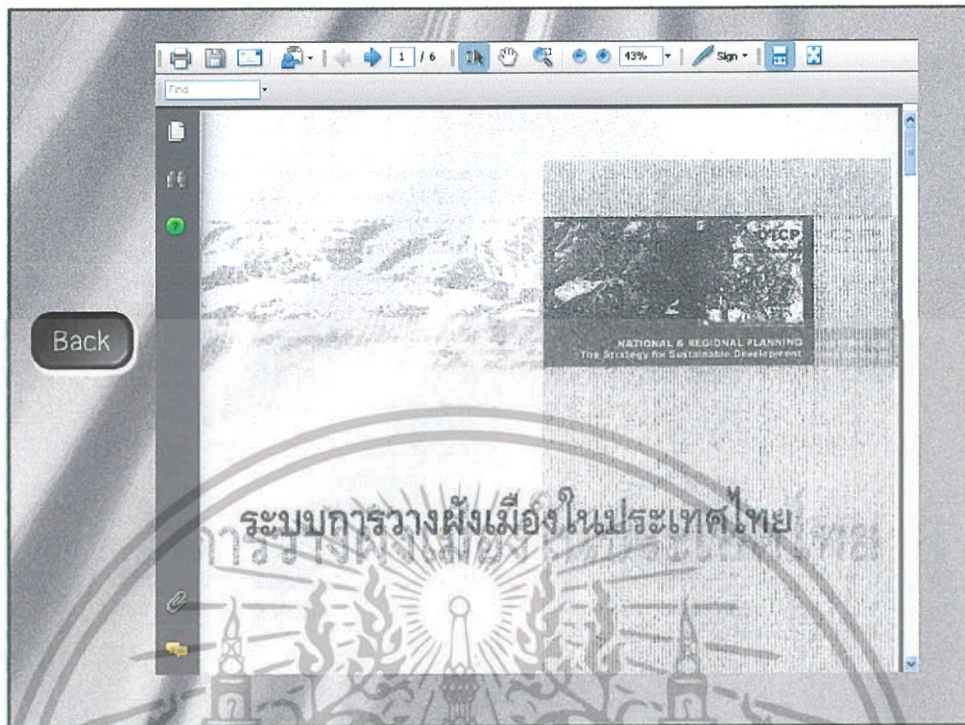 1 / 6 43% Sign
Find
DTCP
NATIONAL & REGIONAL PLANNING
The Strategy for Sustainable Development
Back
ระบบการวางผังเมืองในประเทศไทย